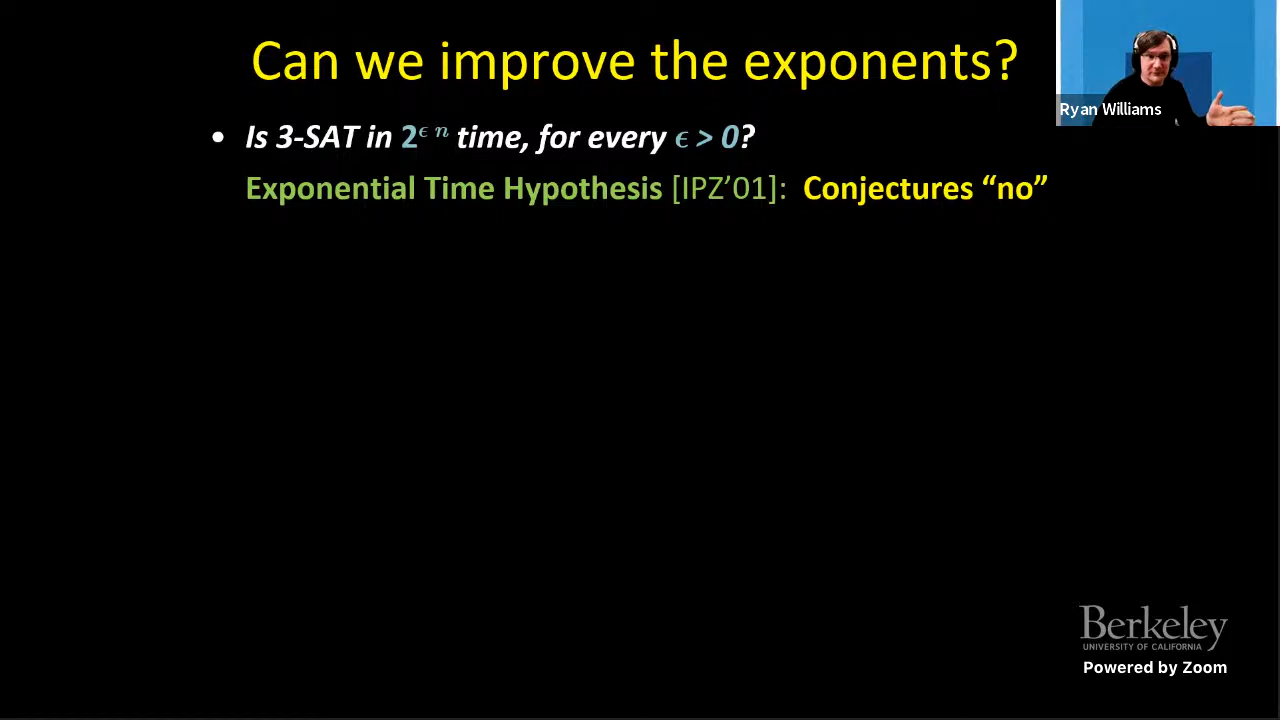 Can we improve the exponents?
Ryan Williams
• Is 3-SAT in 2^{ϵ n} time, for every ϵ > 0?
Exponential Time Hypothesis [IPZ’01]: Conjectures “no”
Berkeley
UNIVERSITY OF CALIFORNIA
Powered by Zoom